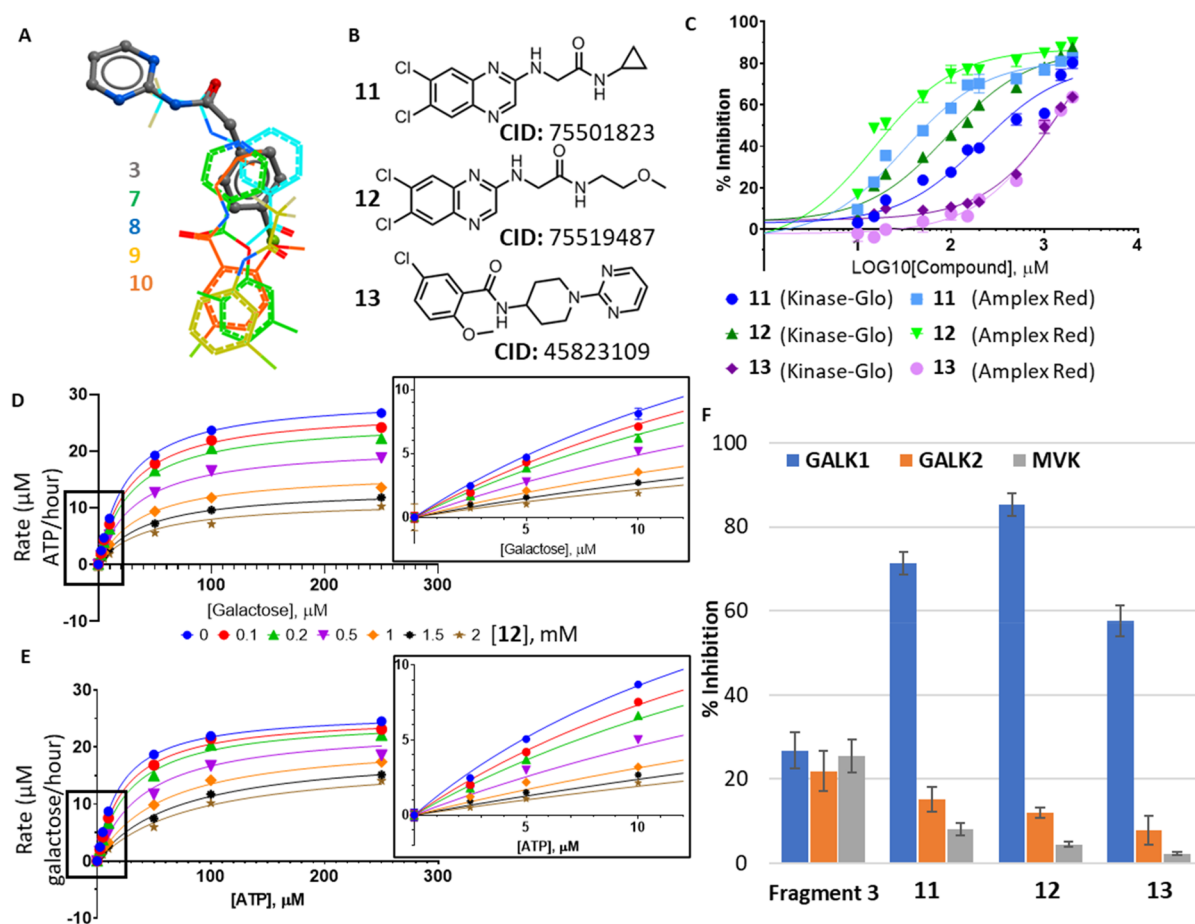 A
3
7
8
9
10
B
Cl
N
H
N
O
N
H
Cl
N
11
CID: 75501823
Cl
N
H
N
O
N
H
O
Cl
N
12
CID: 75519487
Cl
O
N
H
N
N
N
O
13
CID: 45823109
C
% Inhibition
100
80
60
40
20
0
1
2
3
4
LOG10[Compound], μM
11 (Kinase-Glo)
11 (Amplex Red)
12 (Kinase-Glo)
12 (Amplex Red)
13 (Kinase-Glo)
13 (Amplex Red)
D
Rate (μM
ATP/hour)
30
20
10
0
-10
100
200
300
[Galactose], μM
10
5
0
5
10
[Galactose], μM
0 0.1 0.2 0.5 1 1.5 2 [12], mM
E
Rate (μM
galactose/hour)
30
20
10
0
-10
100
200
300
[ATP], μM
10
5
0
5
10
[ATP], μM
F
% Inhibition
100
80
60
40
20
0
GALK1 GALK2 MVK
Fragment 3 11 12 13